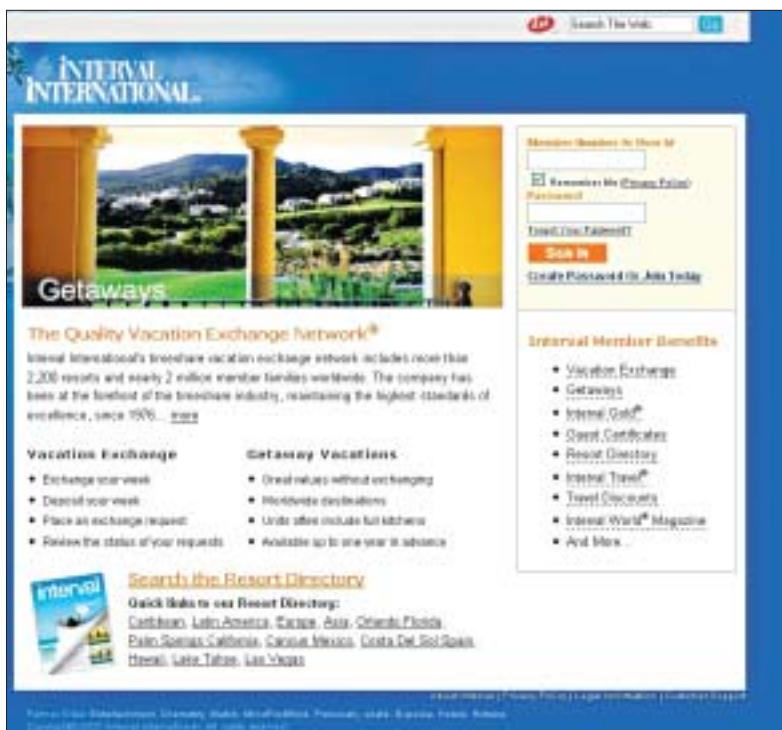 Search The Web
Go
INTERVAL
INTERNATIONAL
Member Number Or User Id
Remember Me (Privacy Policy)
Password
Forgot Your Password?
Sign In
Create Password Or Join Today
Getaways
The Quality Vacation Exchange Network®
Interval International's timeshare vacation exchange network includes more than
2,200 resorts and nearly 2 million member families worldwide. The company has
been at the forefront of the timeshare industry, maintaining the highest standards of
excellence, since 1976... more
Vacation Exchange
• Exchange your week
• Deposit your week
• Place an exchange request
• Review the status of your requests
Getaway Vacations
• Great values without exchanging
• Worldwide destinations
• Units often include full kitchens
• Available up to one year in advance
Interval Member Benefits
• Vacation Exchange
• Getaways
• Interval Gold®
• Guest Certificates
• Resort Directory
• Interval Travel®
• Travel Discounts
• Interval World® Magazine
• And More...
interval
Search the Resort Directory
Quick links to our Resort Directory:
Caribbean, Latin America, Europe, Asia, Orlando Florida,
Palm Springs California, Cancun Mexico, Costa Del Sol Spain,
Hawaii, Lake Tahoe, Las Vegas
About Interval | Privacy Policy | Legal Information | Customer Support